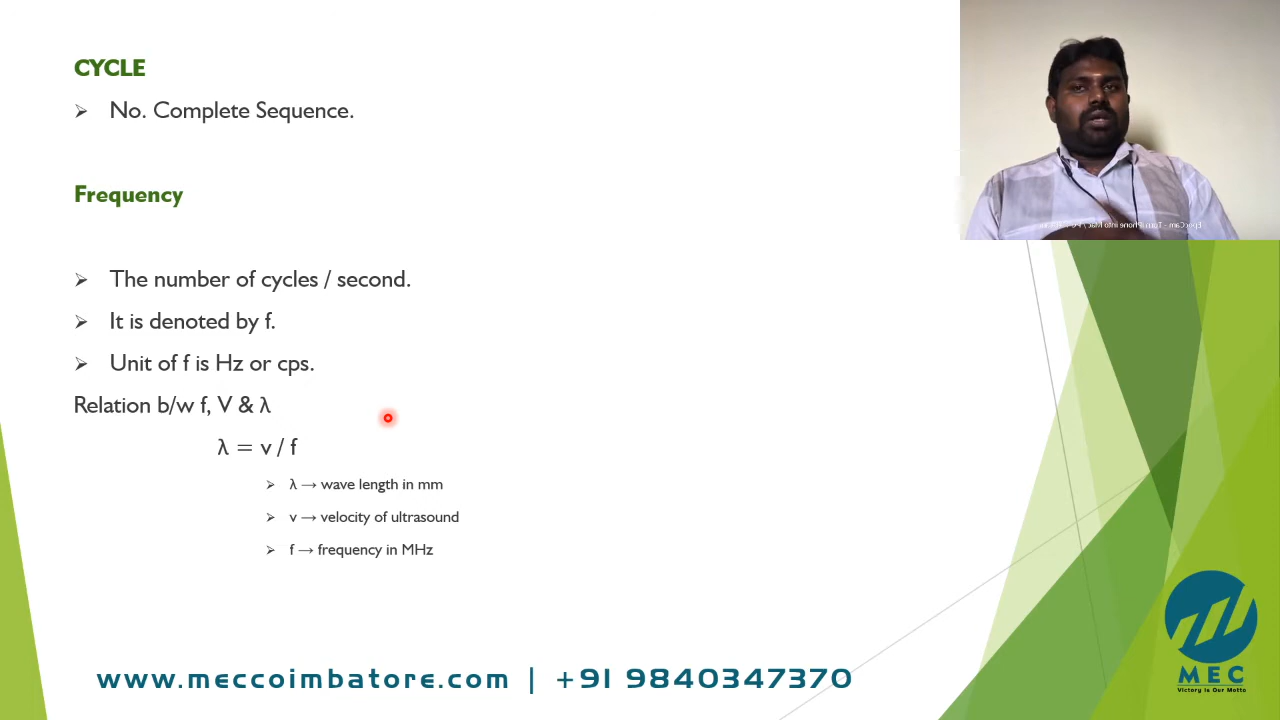 CYCLE
No. Complete Sequence.
Frequency
The number of cycles / second.
It is denoted by f.
Unit of f is Hz or cps.
Relation b/w f, V & λ
λ = v / f
λ → wave length in mm
v → velocity of ultrasound
f → frequency in MHz
www.meccoimbatore.com | +91 9840347370
MEC
Victory is Our Motto